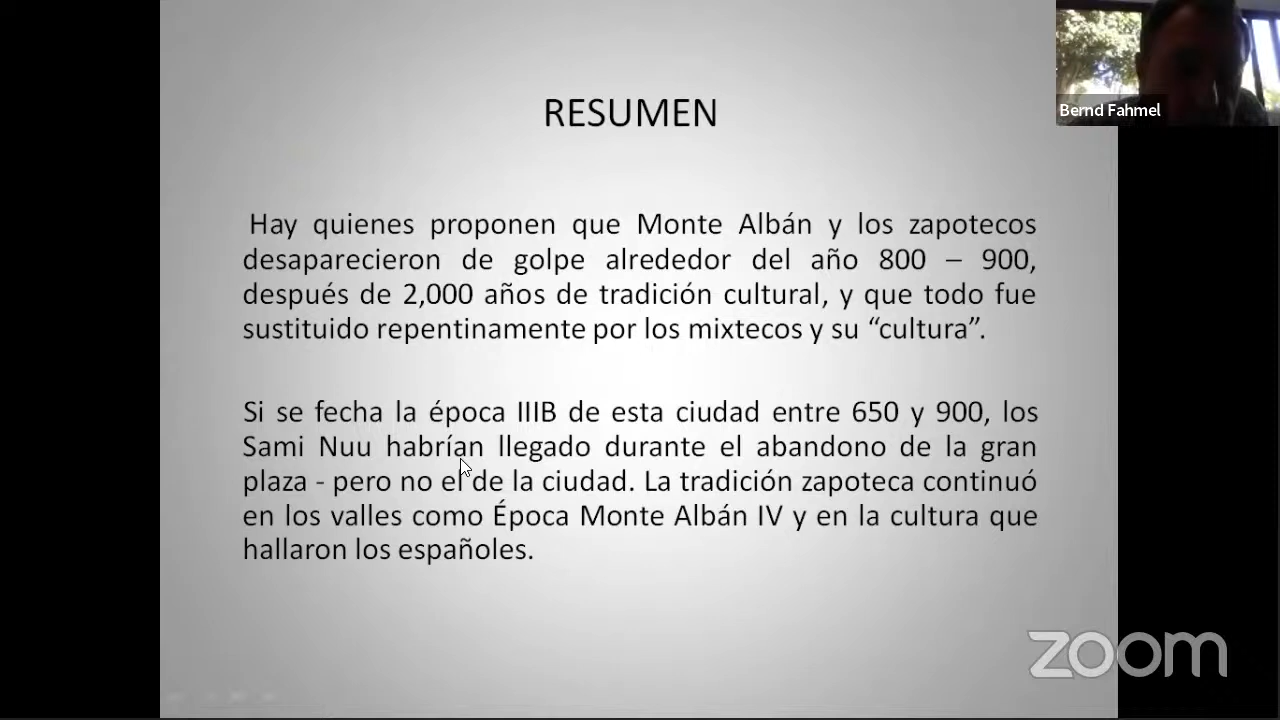 RESUMEN
Bernd Fahmel
Hay quienes proponen que Monte Albán y los zapotecos
desaparecieron de golpe alrededor del año 800 – 900,
después de 2,000 años de tradición cultural, y que todo fue
sustituido repentinamente por los mixtecos y su “cultura”.
Si se fecha la época IIIB de esta ciudad entre 650 y 900, los
Sami Nuu habrían llegado durante el abandono de la gran
plaza - pero no el de la ciudad. La tradición zapoteca continuó
en los valles como Época Monte Albán IV y en la cultura que
hallaron los españoles.
zoom